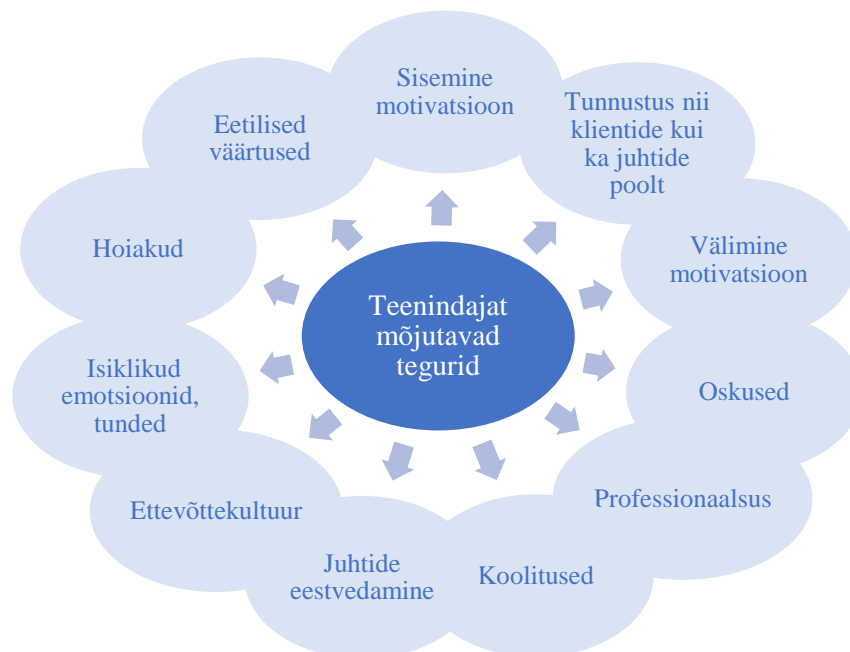 Sisemine
motivatsioon
Tunnustus nii
klientide kui
ka juhtide
poolt
Välimine
motivatsioon
Oskused
Professionaalsus
Koolitused
Juhtide
eestvedamine
Ettevõttekultuur
Isiklikud
emotsioonid,
tunded
Hoiakud
Eetilised
väärtused
Teenindajat
mõjutavad
tegurid